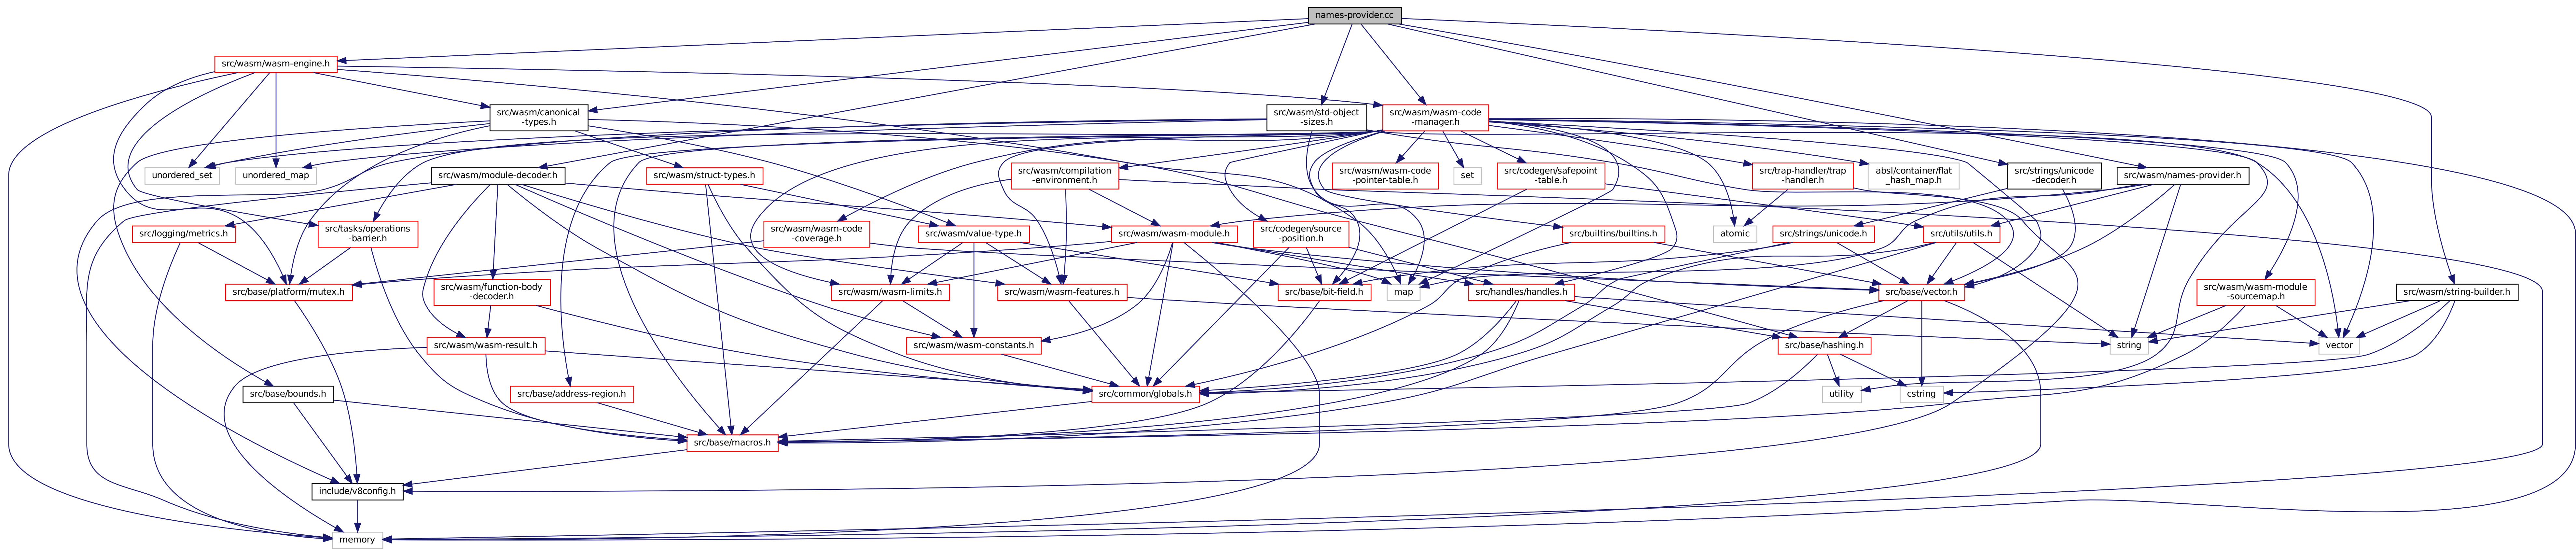 names-provider.cc
src/wasm/wasm-engine.h
src/wasm/canonical
-types.h
src/wasm/std-object
-sizes.h
src/wasm/wasm-code
-manager.h
unordered_set
unordered_map
src/wasm/module-decoder.h
src/wasm/struct-types.h
src/wasm/compilation
-environment.h
src/wasm/wasm-code
-pointer-table.h
set
src/codegen/safepoint
-table.h
src/trap-handler/trap
-handler.h
absl/container/flat
_hash_map.h
src/strings/unicode
-decoder.h
src/wasm/names-provider.h
src/logging/metrics.h
src/tasks/operations
-barrier.h
src/wasm/wasm-code
-coverage.h
src/wasm/value-type.h
src/wasm/wasm-module.h
src/codegen/source
-position.h
src/builtins/builtins.h
atomic
src/strings/unicode.h
src/utils/utils.h
src/base/platform/mutex.h
src/wasm/function-body
-decoder.h
src/wasm/wasm-limits.h
src/wasm/wasm-features.h
src/base/bit-field.h
map
src/handles/handles.h
src/base/vector.h
src/wasm/wasm-module
-sourcemap.h
src/wasm/string-builder.h
src/wasm/wasm-result.h
src/wasm/wasm-constants.h
src/base/hashing.h
string
vector
src/base/bounds.h
src/base/address-region.h
src/common/globals.h
utility
cstring
src/base/macros.h
include/v8config.h
memory